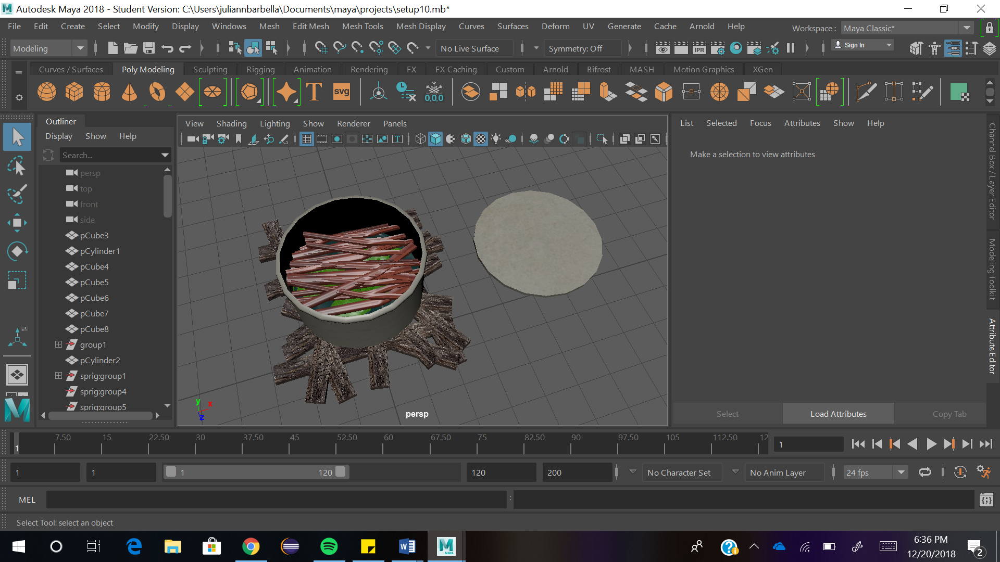 Autodesk Maya 2018 - Student Version: C:\Users\juliannbarbella\Documents\maya\projects\setup10.mb*
File Edit Create Select Modify Display Windows Mesh Edit Mesh Mesh Tools Mesh Display Curves Surfaces Deform UV Generate Cache Arnold Help Workspace : Maya Classic*
Modeling No Live Surface Symmetry: Off IPR Sign In
Curves / Surfaces Poly Modeling Sculpting Rigging Animation Rendering FX FX Caching Custom Arnold Bifrost MASH Motion Graphics XGen
T svg 0,0,0
Outliner
Display Show Help
Search...
persp
top
front
side
pCube3
pCylinder1
pCube4
pCube5
pCube6
pCube7
pCube8
group1
pCylinder2
sprig:group1
sprig:group4
sprig:group5
View Shading Lighting Show Renderer Panels
y x
z
persp
List Selected Focus Attributes Show Help
Make a selection to view attributes
Select Load Attributes Copy Tab
Channel Box / Layer Editor
Modeling Toolkit
Attribute Editor
1 7.50 15 22.50 30 37.50 45 52.50 60 67.50 75 82.50 90 97.50 105 112.50 12 1
1 1 1 120 120 200 No Character Set No Anim Layer 24 fps
MEL
Select Tool: select an object
6:36 PM
12/20/2018
2